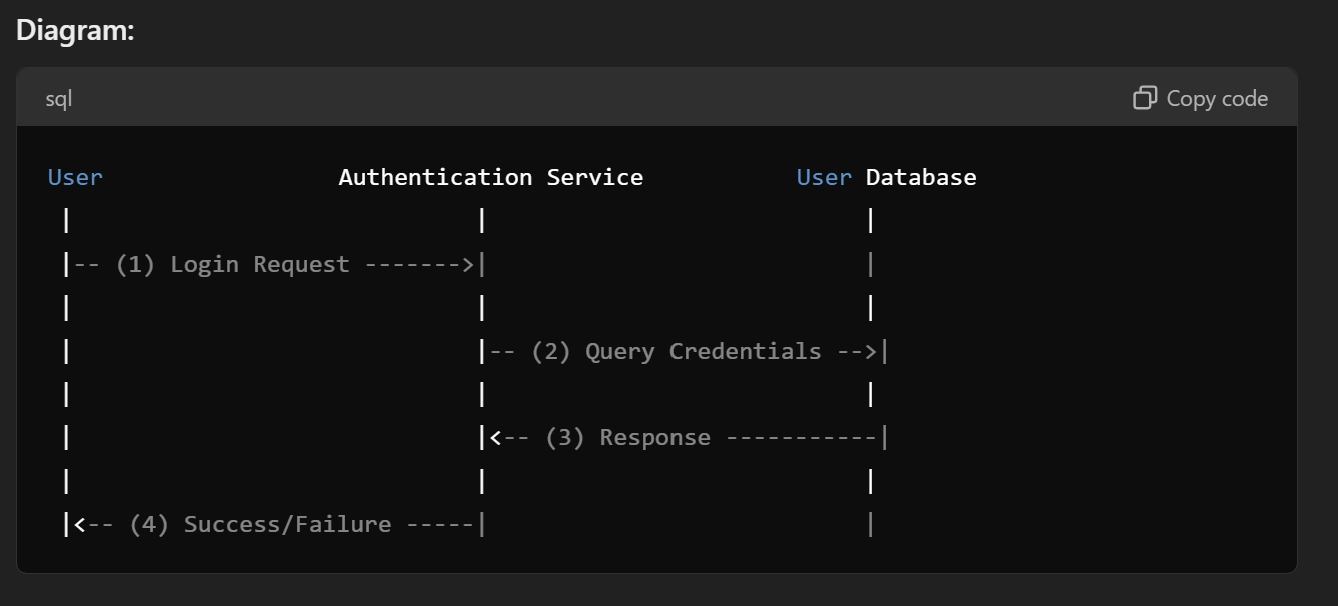 Diagram:
sql Copy code
User                 Authentication Service           User Database
 |                             |                           |
 |-- (1) Login Request ------->|                           |
 |                             |                           |
 |                             |-- (2) Query Credentials -->|
 |                             |                           |
 |                             |<-- (3) Response -----------|
 |                             |                           |
 |<-- (4) Success/Failure -----|                           |